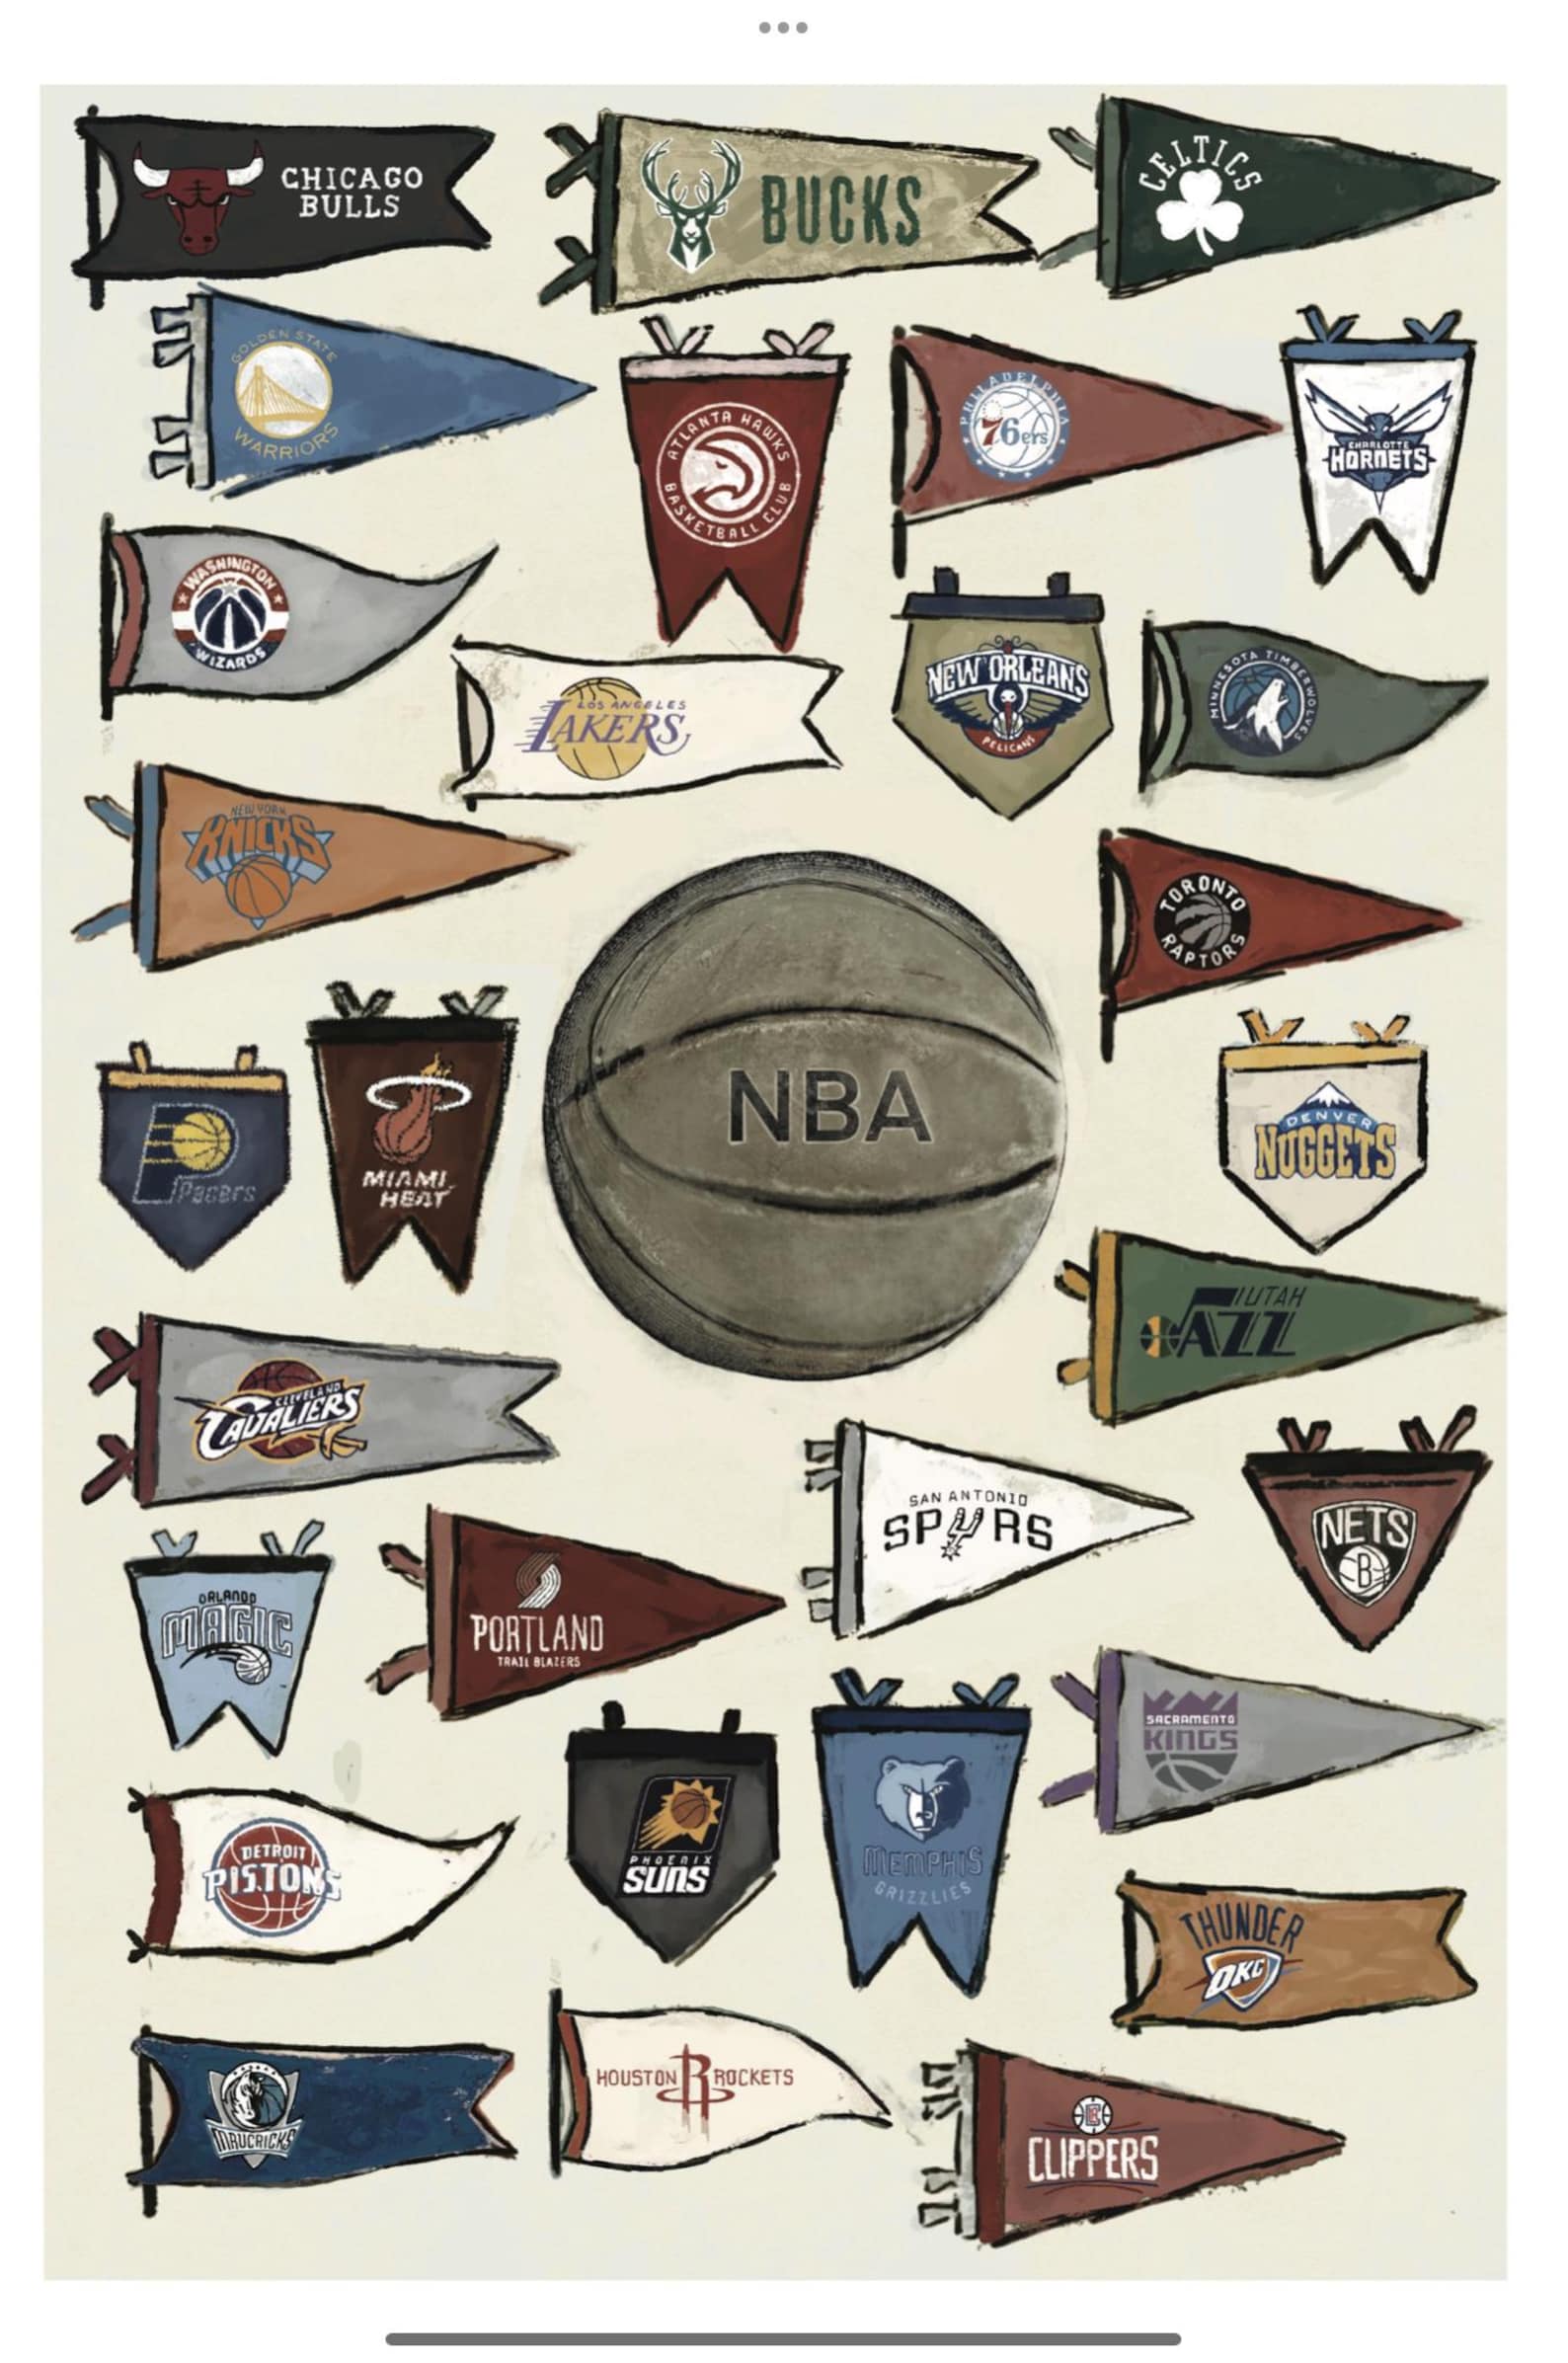 CHICAGO
BULLS
BUCKS
CELTICS
GOLDEN STATE
WARRIORS
ATLANTA HAWKS
BASKETBALL CLUB
PHILADELPHIA
76ers
CHARLOTTE
HORNETS
WASHINGTON
WIZARDS
LOS ANGELES
LAKERS
NEW ORLEANS
PELICANS
MINNESOTA TIMBERWOLVES
NEW YORK
KNICKS
TORONTO
RAPTORS
NBA
Pacers
MIAMI
HEAT
DENVER
NUGGETS
UTAH
JAZZ
CLEVELAND
CAVALIERS
SAN ANTONIO
SPURS
NETS
B
ORLANDO
MAGIC
PORTLAND
TRAIL BLAZERS
SACRAMENTO
KINGS
DETROIT
PISTONS
PHOENIX
SUNS
MEMPHIS
GRIZZLIES
THUNDER
OKC
MAVERICKS
HOUSTON R ROCKETS
CLIPPERS